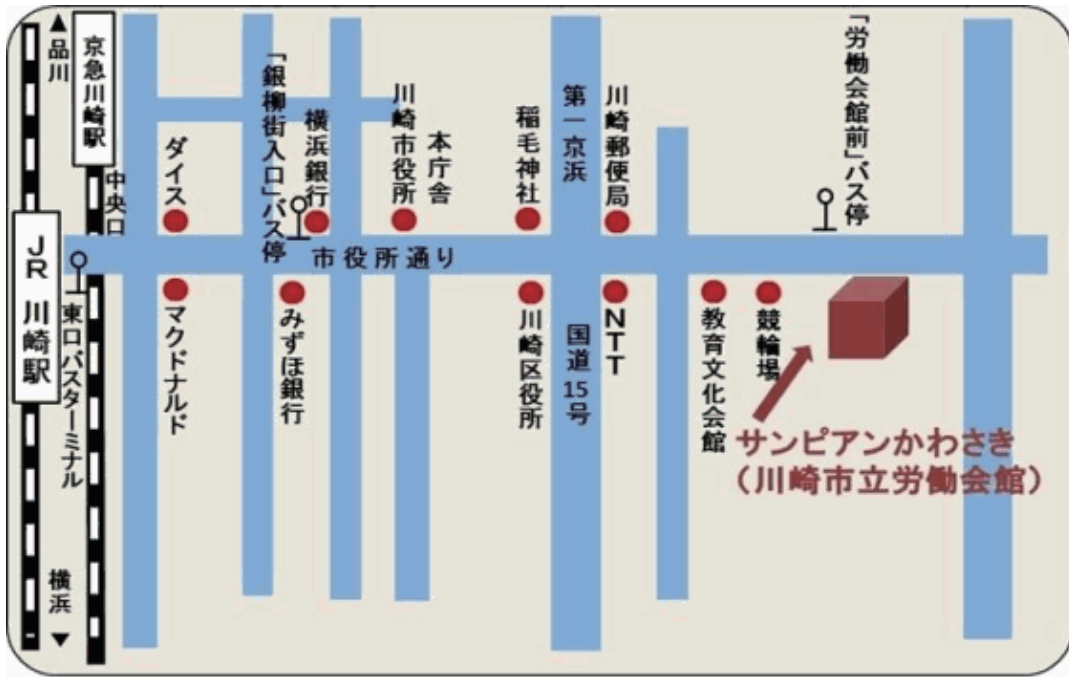 ▲品川
京急川崎駅
中央口
JR 川崎駅
東口バスターミナル
横浜▼
ダイス
マクドナルド
「銀柳街入口」バス停
横浜銀行
みずほ銀行
川崎市役所
本庁舎
市役所通り
稲毛神社
川崎区役所
第一京浜
国道15号
川崎郵便局
NTT
教育文化会館
競輪場
「労働会館前」バス停
サンピアンかわさき
(川崎市立労働会館)